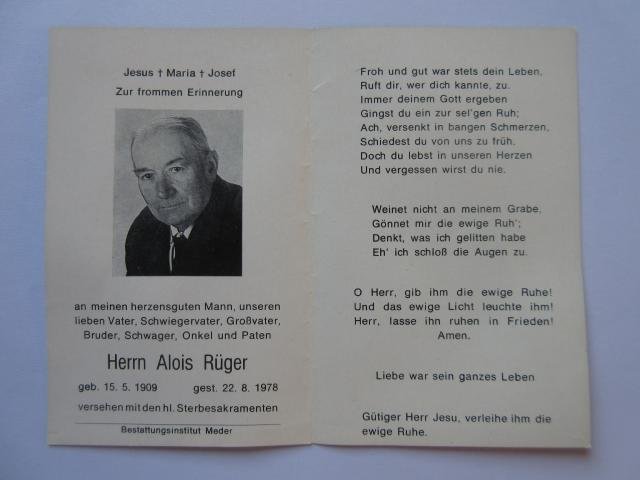 Jesus † Maria † Josef
Zur frommen Erinnerung
an meinen herzensguten Mann, unseren
lieben Vater, Schwiegervater, Großvater,
Bruder, Schwager, Onkel und Paten
Herrn Alois Rüger
geb. 15. 5. 1909 gest. 22. 8. 1978
versehen mit den hl. Sterbesakramenten
Bestattungsinstitut Meder
Froh und gut war stets dein Leben,
Ruft dir, wer dich kannte, zu.
Immer deinem Gott ergeben
Gingst du ein zur sel'gen Ruh;
Ach, versenkt in bangen Schmerzen,
Schiedest du von uns zu früh.
Doch du lebst in unseren Herzen
Und vergessen wirst du nie.
Weinet nicht an meinem Grabe,
Gönnet mir die ewige Ruh';
Denkt, was ich gelitten habe
Eh' ich schloß die Augen zu.
O Herr, gib ihm die ewige Ruhe!
Und das ewige Licht leuchte ihm!
Herr, lasse ihn ruhen in Frieden!
Amen.
Liebe war sein ganzes Leben
Gütiger Herr Jesu, verleihe ihm die
ewige Ruhe.